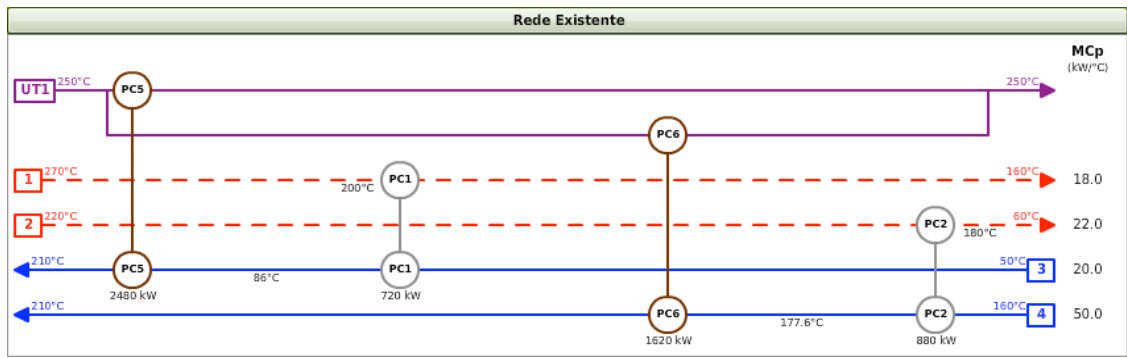 Rede Existente
MCp
(kW/°C)
UT1 250°C PC5 250°C
PC6
1 270°C 200°C PC1 160°C 18.0
2 220°C PC2 180°C 60°C 22.0
210°C PC5 86°C PC1 50°C 3 20.0
2480 kW 720 kW
210°C PC6 177.6°C PC2 160°C 4 50.0
1620 kW 880 kW